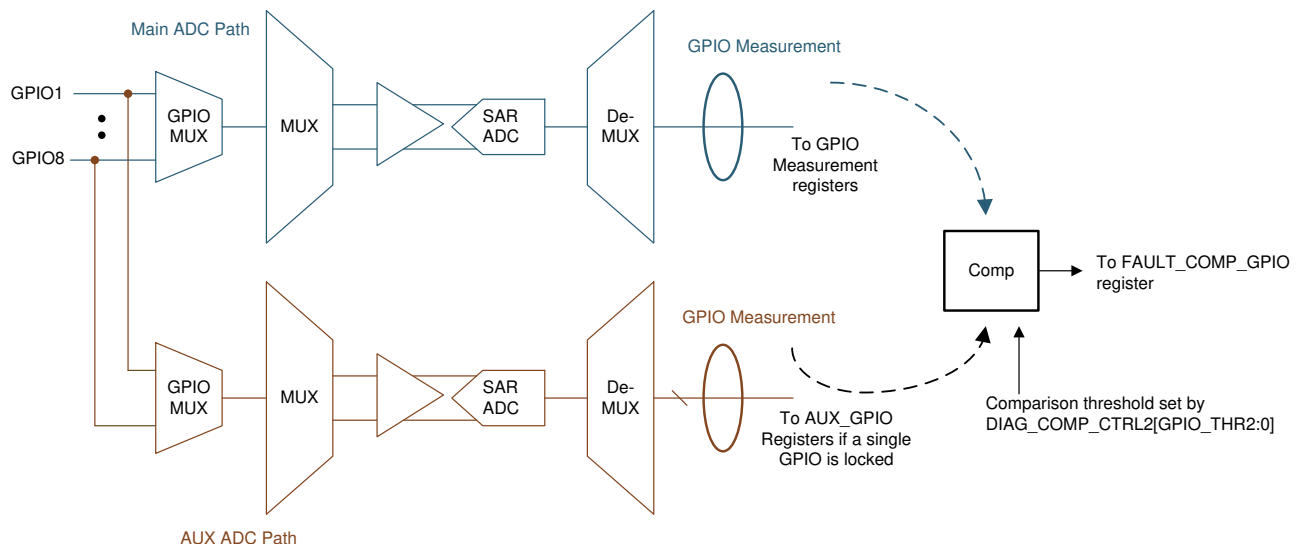 Main ADC Path
GPIO Measurement
GPIO1
GPIO8
GPIO
MUX
MUX
SAR
ADC
De-
MUX
To GPIO
Measurement
registers
Comp
To FAULT_COMP_GPIO
register
GPIO Measurement
GPIO
MUX
MUX
SAR
ADC
De-
MUX
To AUX_GPIO
Registers if a single
GPIO is locked
Comparison threshold set by
DIAG_COMP_CTRL2[GPIO_THR2:0]
AUX ADC Path